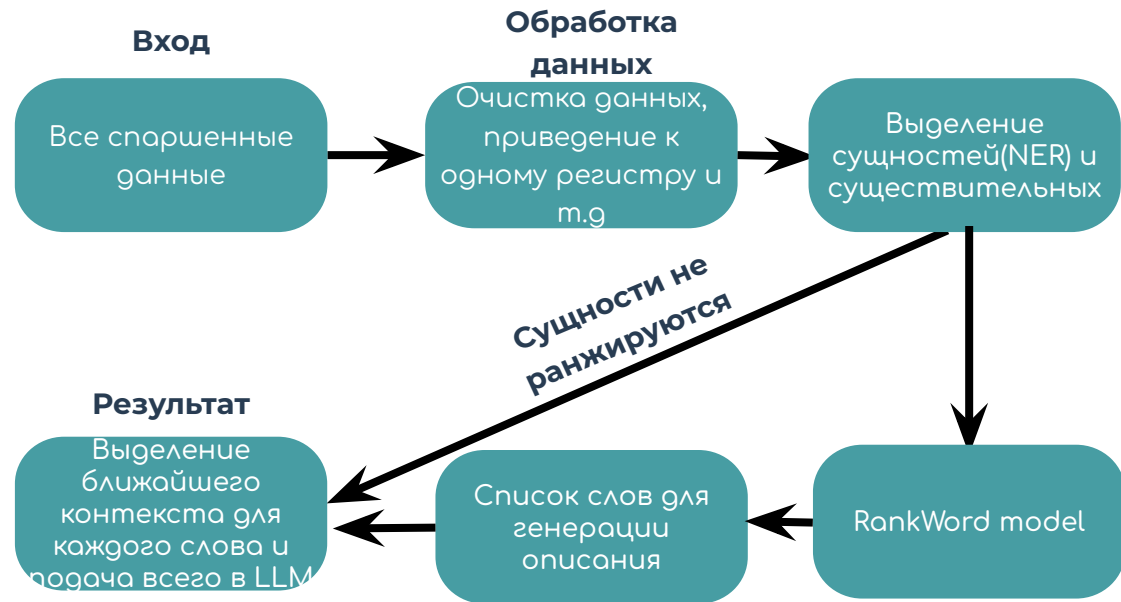 Вход
Все спаршенные
данные
Обработка
данных
Очистка данных,
приведение к
одному регистру и
т.д
Выделение
сущностей(NER) и
существительных
Сущности не
ранжируются
RankWord model
Список слов для
генерации
описания
Результат
Выделение
ближайшего
контекста для
каждого слова и
подача всего в LLM